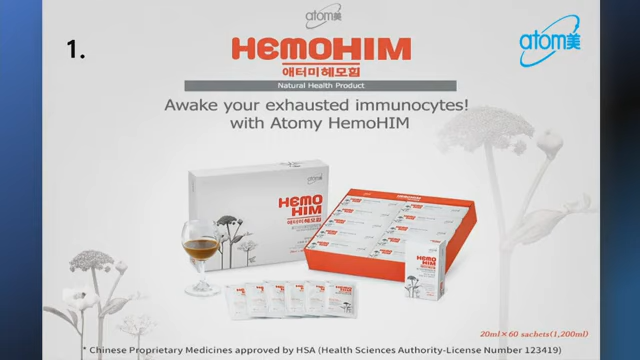 atom美
1.
HEMOHIM
atom美
애터미헤모힘
Natural Health Product
Awake your exhausted immunocytes!
with Atomy HemoHIM
HEMO
HIM
애터미헤모힘
HEMOHIM
HEMO
HIM
20ml×60 sachets(1,200ml)
* Chinese Proprietary Medicines approved by HSA (Health Sciences Authority-License Number 123419)